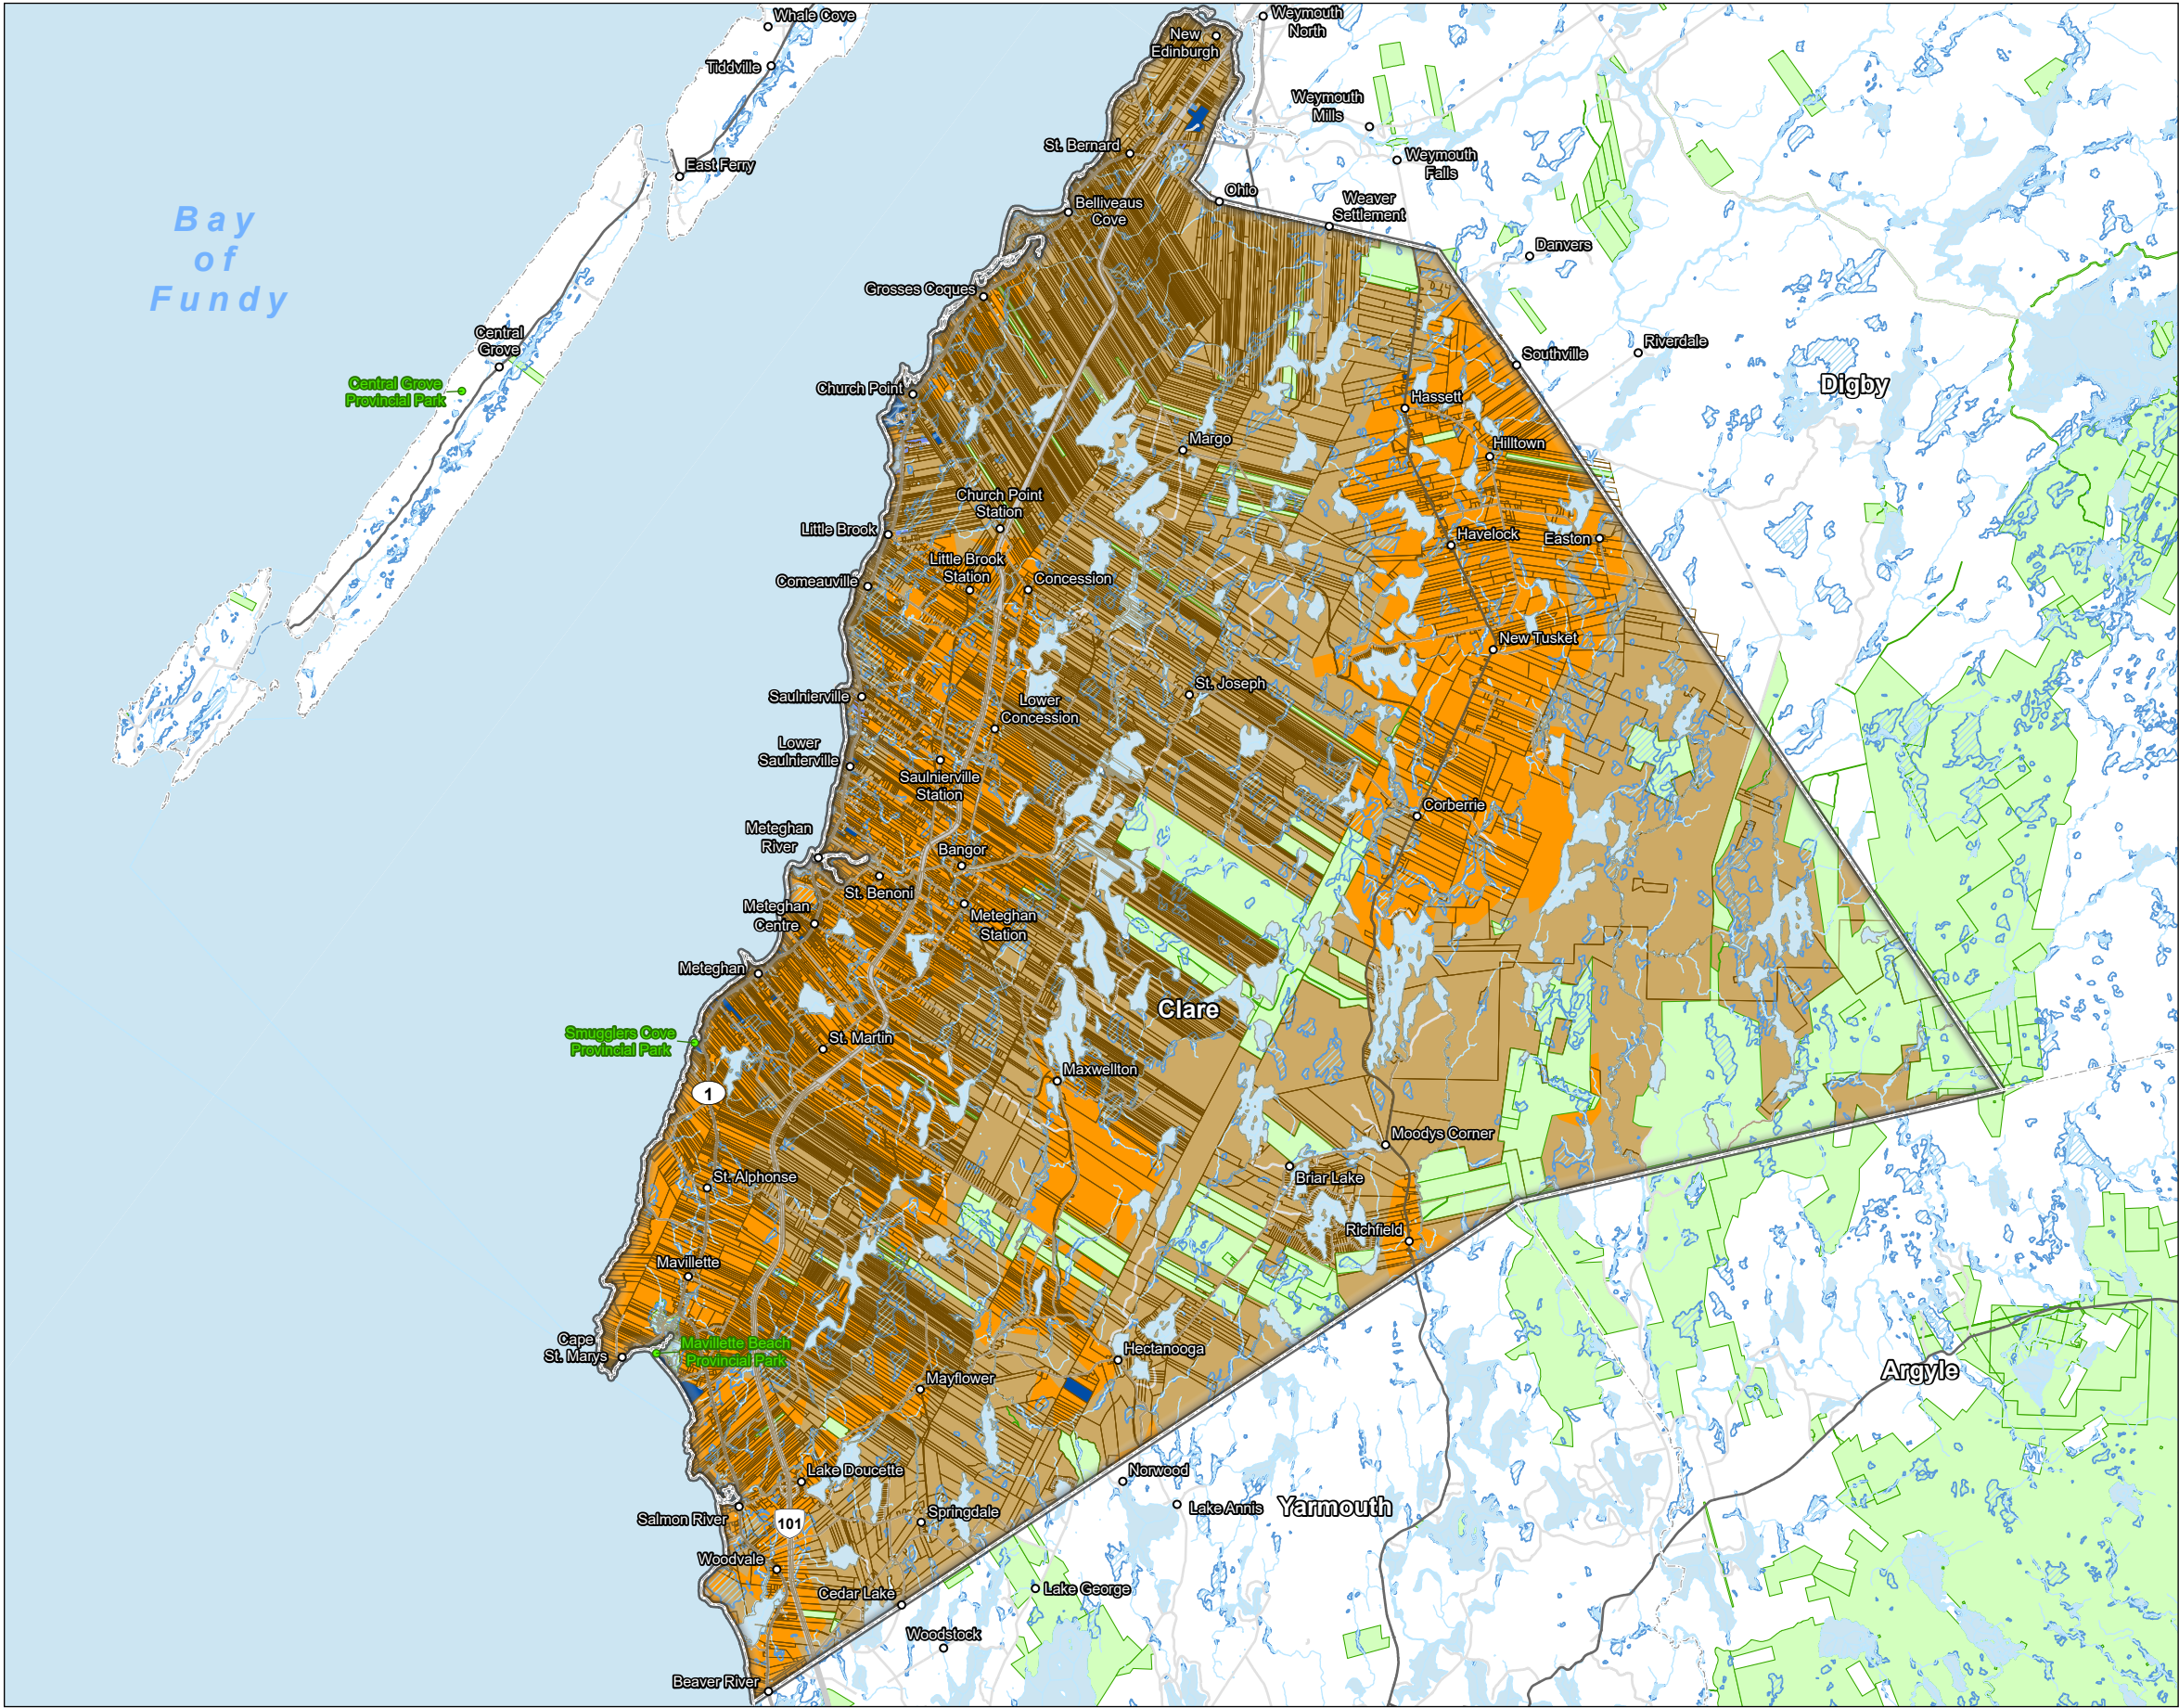 Whale Cove
Tiddville
East Ferry
Bay
of
Fundy
Central
Grove
Central Grove
Provincial Park
New
Edinburgh
Weymouth
North
Weymouth
Mills
Weymouth
Falls
St. Bernard
Ohio
Weaver
Settlement
Belliveaus
Cove
Danvers
Grosses Coques
Southville
Riverdale
Digby
Church Point
Hassett
Margo
Hilltown
Church Point
Station
Little Brook
Havelock
Easton
Little Brook
Station
Concession
Comeauville
New Tusket
St. Joseph
Saulnierville
Lower
Concession
Lower
Saulnierville
Saulnierville
Station
Corberrie
Meteghan
River
Bangor
St. Benoni
Meteghan
Centre
Meteghan
Station
Meteghan
Clare
Smugglers Cove
Provincial Park
St. Martin
Maxwellton
1
Moodys Corner
St. Alphonse
Briar Lake
Richfield
Mavillette
Cape
St. Marys
Mavillette Beach
Provincial Park
Hectanooga
Mayflower
Argyle
Lake Doucette
Norwood
Lake Annis
Yarmouth
Salmon River
101
Springdale
Woodvale
Cedar Lake
Lake George
Woodstock
Beaver River